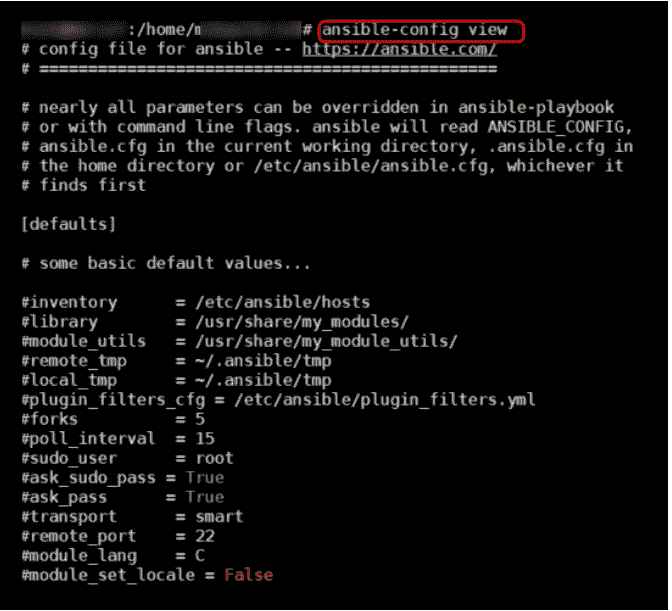 :/home/m # ansible-config view
# config file for ansible -- https://ansible.com/
# ===============================================
# nearly all parameters can be overridden in ansible-playbook
# or with command line flags. ansible will read ANSIBLE_CONFIG,
# ansible.cfg in the current working directory, .ansible.cfg in
# the home directory or /etc/ansible/ansible.cfg, whichever it
# finds first
[defaults]
# some basic default values...
#inventory      = /etc/ansible/hosts
#library        = /usr/share/my_modules/
#module_utils   = /usr/share/my_module_utils/
#remote_tmp     = ~/.ansible/tmp
#local_tmp      = ~/.ansible/tmp
#plugin_filters_cfg = /etc/ansible/plugin_filters.yml
#forks          = 5
#poll_interval  = 15
#sudo_user      = root
#ask_sudo_pass = True
#ask_pass      = True
#transport      = smart
#remote_port    = 22
#module_lang    = C
#module_set_locale = False